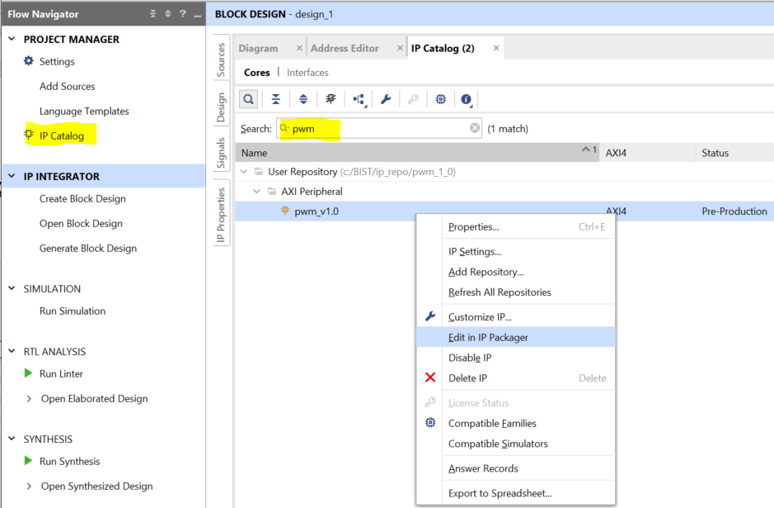 Flow Navigator
?
PROJECT MANAGER
Settings
Add Sources
Language Templates
IP Catalog
IP INTEGRATOR
Create Block Design
Open Block Design
Generate Block Design
SIMULATION
Run Simulation
RTL ANALYSIS
Run Linter
Open Elaborated Design
SYNTHESIS
Run Synthesis
Open Synthesized Design
BLOCK DESIGN - design_1
Sources
Design
Signals
IP Properties
Diagram
Address Editor
IP Catalog (2)
Cores | Interfaces
Search: pwm (1 match)
Name 1 AXI4 Status
User Repository (c:/BIST/ip_repo/pwm_1_0)
AXI Peripheral
pwm_v1.0 AXI4 Pre-Production
Properties... Ctrl+E
IP Settings...
Add Repository...
Refresh All Repositories
Customize IP...
Edit in IP Packager
Disable IP
Delete IP Delete
License Status
Compatible Families
Compatible Simulators
Answer Records
Export to Spreadsheet...